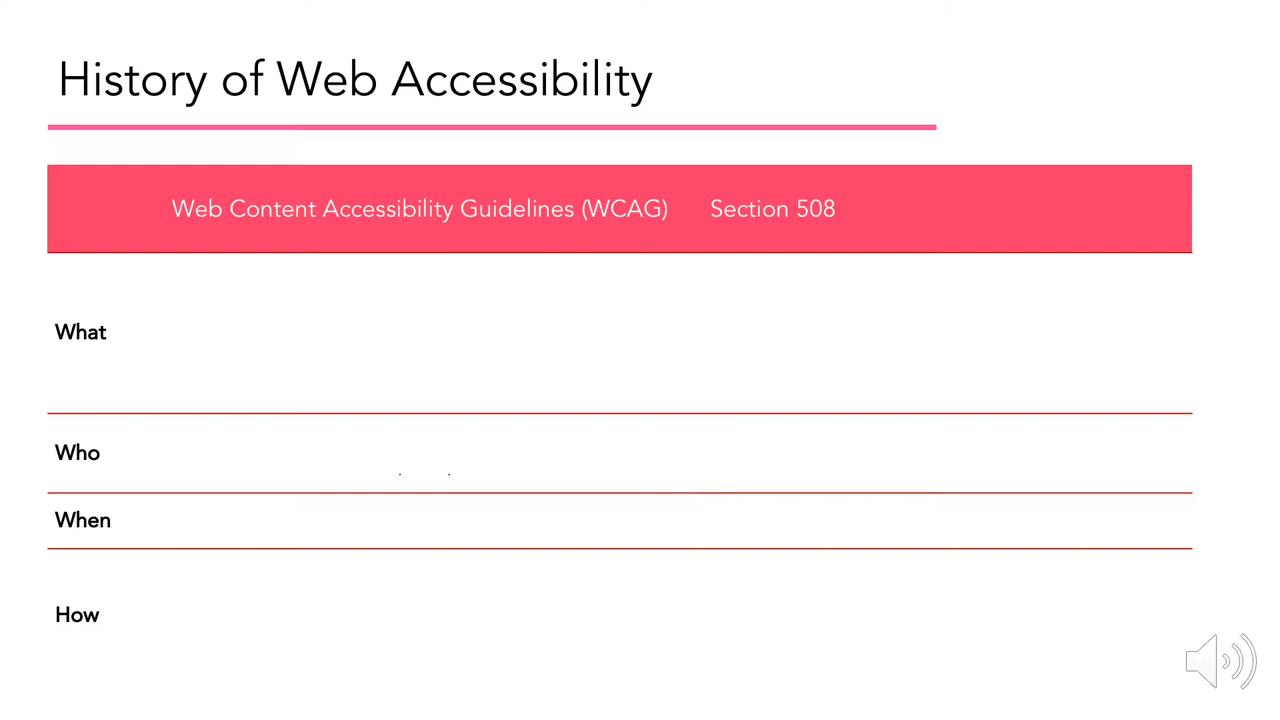 History of Web Accessibility
Web Content Accessibility Guidelines (WCAG) Section 508
What
Who
When
How